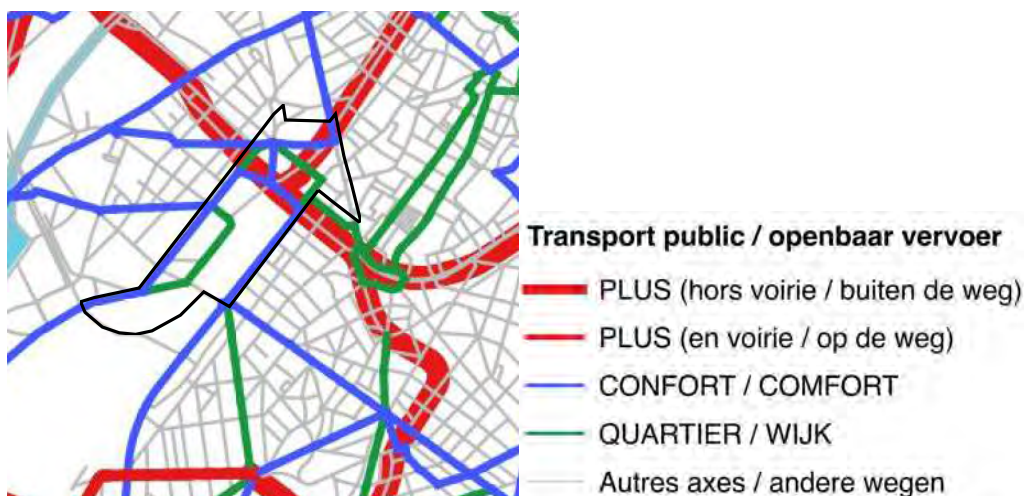 Transport public / openbaar vervoer
PLUS (hors voirie / buiten de weg)
PLUS (en voirie / op de weg)
CONFORT / COMFORT
QUARTIER / WIJK
Autres axes / andere wegen